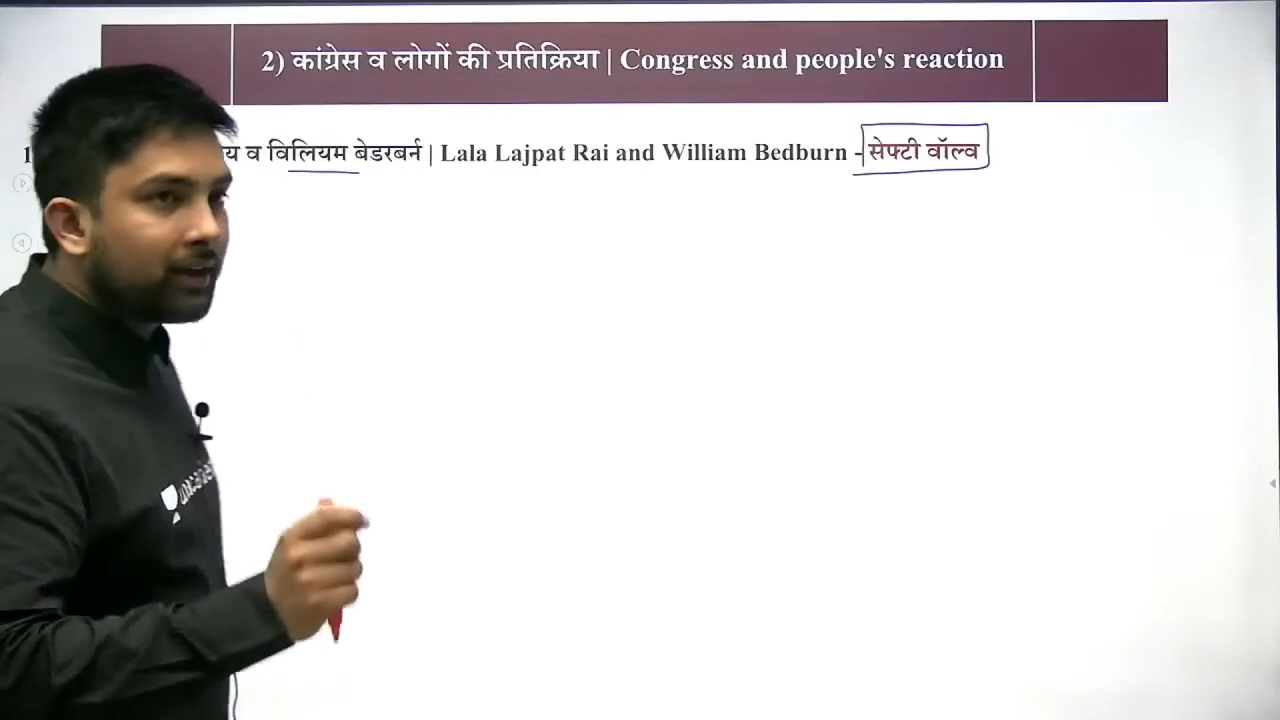 2) कांग्रेस व लोगों की प्रतिक्रिया | Congress and people's reaction
व विलियम बेडरबर्न | Lala Lajpat Rai and William Bedburn - सेफ्टी वॉल्व